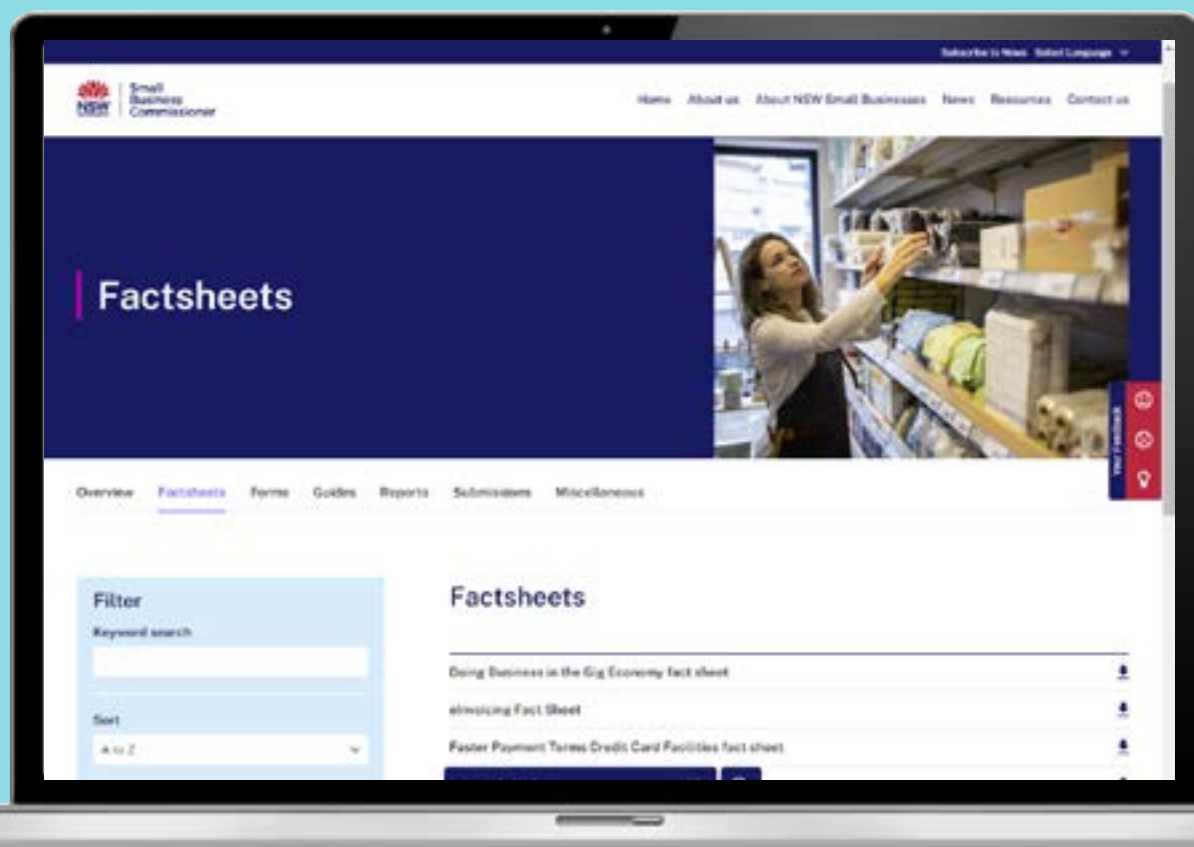 Subscribe to News Select Language
NSW
Small
Business
Commissioner
Home About us About NSW Small Businesses News Resources Contact us
Factsheets
Your Feedback
Overview Factsheets Forms Guides Reports Submissions Miscellaneous
Filter
Keyword search
Sort
A to Z
Factsheets
Doing Business in the Gig Economy fact sheet
eInvoicing Fact Sheet
Faster Payment Terms Credit Card Facilities fact sheet